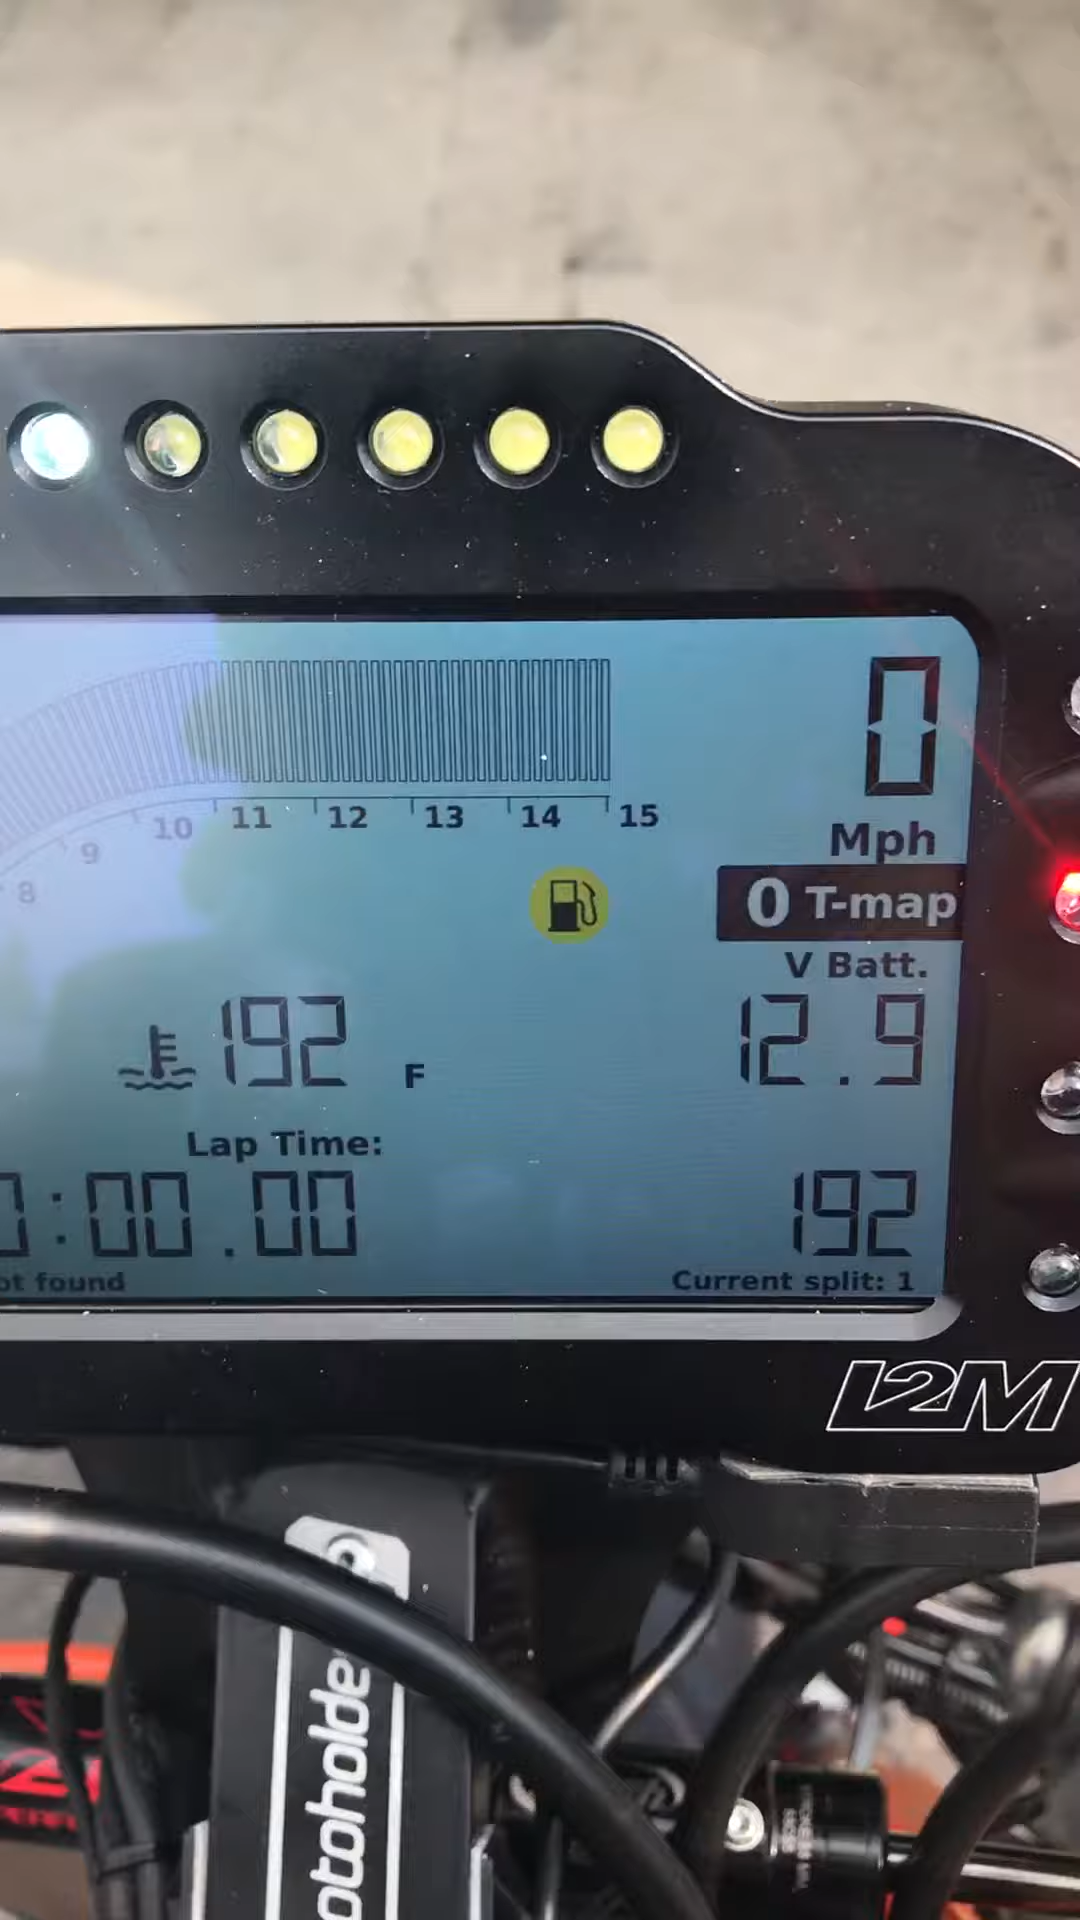 0
Mph
8 9 10 11 12 13 14 15
0 T-map
V Batt.
192 F
12.9
Lap Time:
0:00.00
192
ot found
Current split: 1
I2M
otoholde